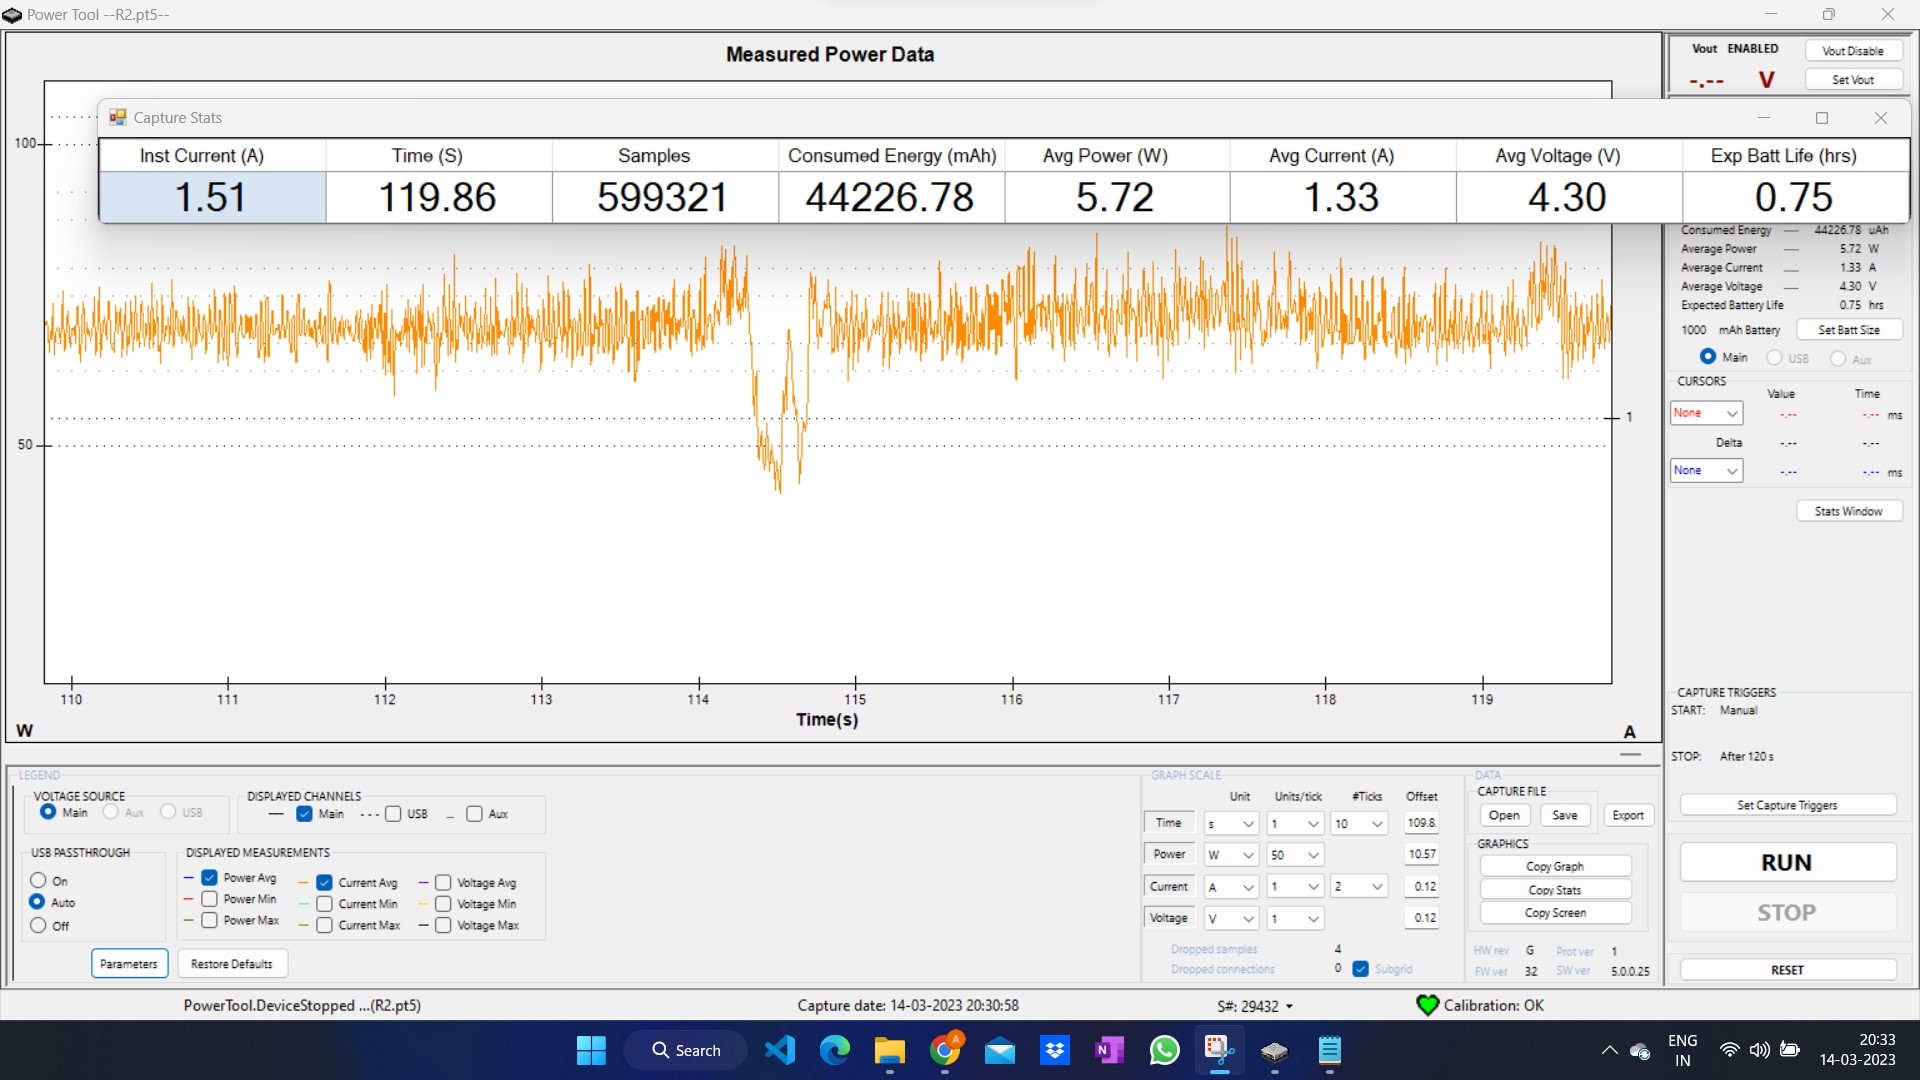 Power Tool --R2.pt5--
Measured Power Data
Vout ENABLED
Vout Disable
-.-- V
Set Vout
Capture Stats
100
Inst Current (A) Time (S) Samples Consumed Energy (mAh) Avg Power (W) Avg Current (A) Avg Voltage (V) Exp Batt Life (hrs)
1.51 119.86 599321 44226.78 5.72 1.33 4.30 0.75
Consumed Energy 44226.78 uAh
Average Power 5.72 W
Average Current 1.33 A
Average Voltage 4.30 V
Expected Battery Life 0.75 hrs
1000 mAh Battery Set Batt Size
Main USB Aux
CURSORS
Value Time
None -.-- -.-- ms
Delta -.-- -.--
None -.-- -.-- ms
Stats Window
50
1
110 111 112 113 114 115 116 117 118 119
Time(s)
W
A
CAPTURE TRIGGERS
START: Manual
STOP: After 120 s
Set Capture Triggers
RUN
STOP
RESET
LEGEND
VOLTAGE SOURCE
Main Aux USB
DISPLAYED CHANNELS
Main USB Aux
USB PASSTHROUGH
On
Auto
Off
DISPLAYED MEASUREMENTS
Power Avg Current Avg Voltage Avg
Power Min Current Min Voltage Min
Power Max Current Max Voltage Max
Parameters Restore Defaults
GRAPH SCALE
Unit Units/tick #Ticks Offset
Time s 1 10 109.8
Power W 50 10.57
Current A 1 2 0.12
Voltage V 1 0.12
Dropped samples 4
Dropped connections 0 Subgrid
DATA
CAPTURE FILE
Open Save Export
GRAPHICS
Copy Graph
Copy Stats
Copy Screen
HW rev G Prot ver 1
FW ver 32 SW ver 5.0.0.25
PowerTool.DeviceStopped ...(R2.pt5) Capture date: 14-03-2023 20:30:58 S#: 29432 Calibration: OK
Search
A
N
ENG
IN
20:33
14-03-2023